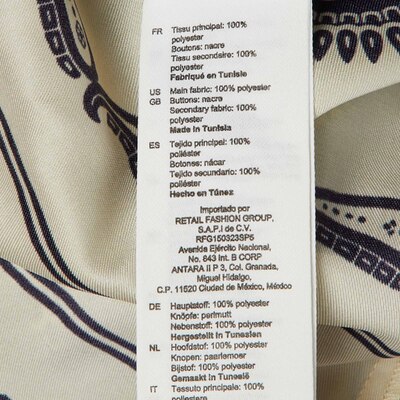 FR Tissu principal: 100%
polyester
Boutons: nacre
Tissu secondaire: 100%
polyester
Fabriqué en Tunisie
US Main fabric: 100% polyester
GB Buttons: nacre
Secondary fabric: 100%
polyester
Made in Tunisia
ES Tejido principal: 100%
poliéster
Botones: nácar
Tejido secundario: 100%
poliéster
Hecho en Túnez
Importado por
RETAIL FASHION GROUP,
S.A.P.I de C.V.
RFG150323SP5
Avenida Ejército Nacional,
No. 643 Int. B CORP
ANTARA II P 3, Col. Granada,
Miguel Hidalgo,
C.P. 11520 Ciudad de México, México
DE Hauptstoff: 100% polyester
Knöpfe: perlmutt
Nebenstoff: 100% polyester
Hergestellt in Tunesien
NL Hoofdstof: 100% polyester
Knopen: paarlemoer
Bijstof: 100% polyester
Gemaakt in Tunesië
IT Tessuto principale: 100%